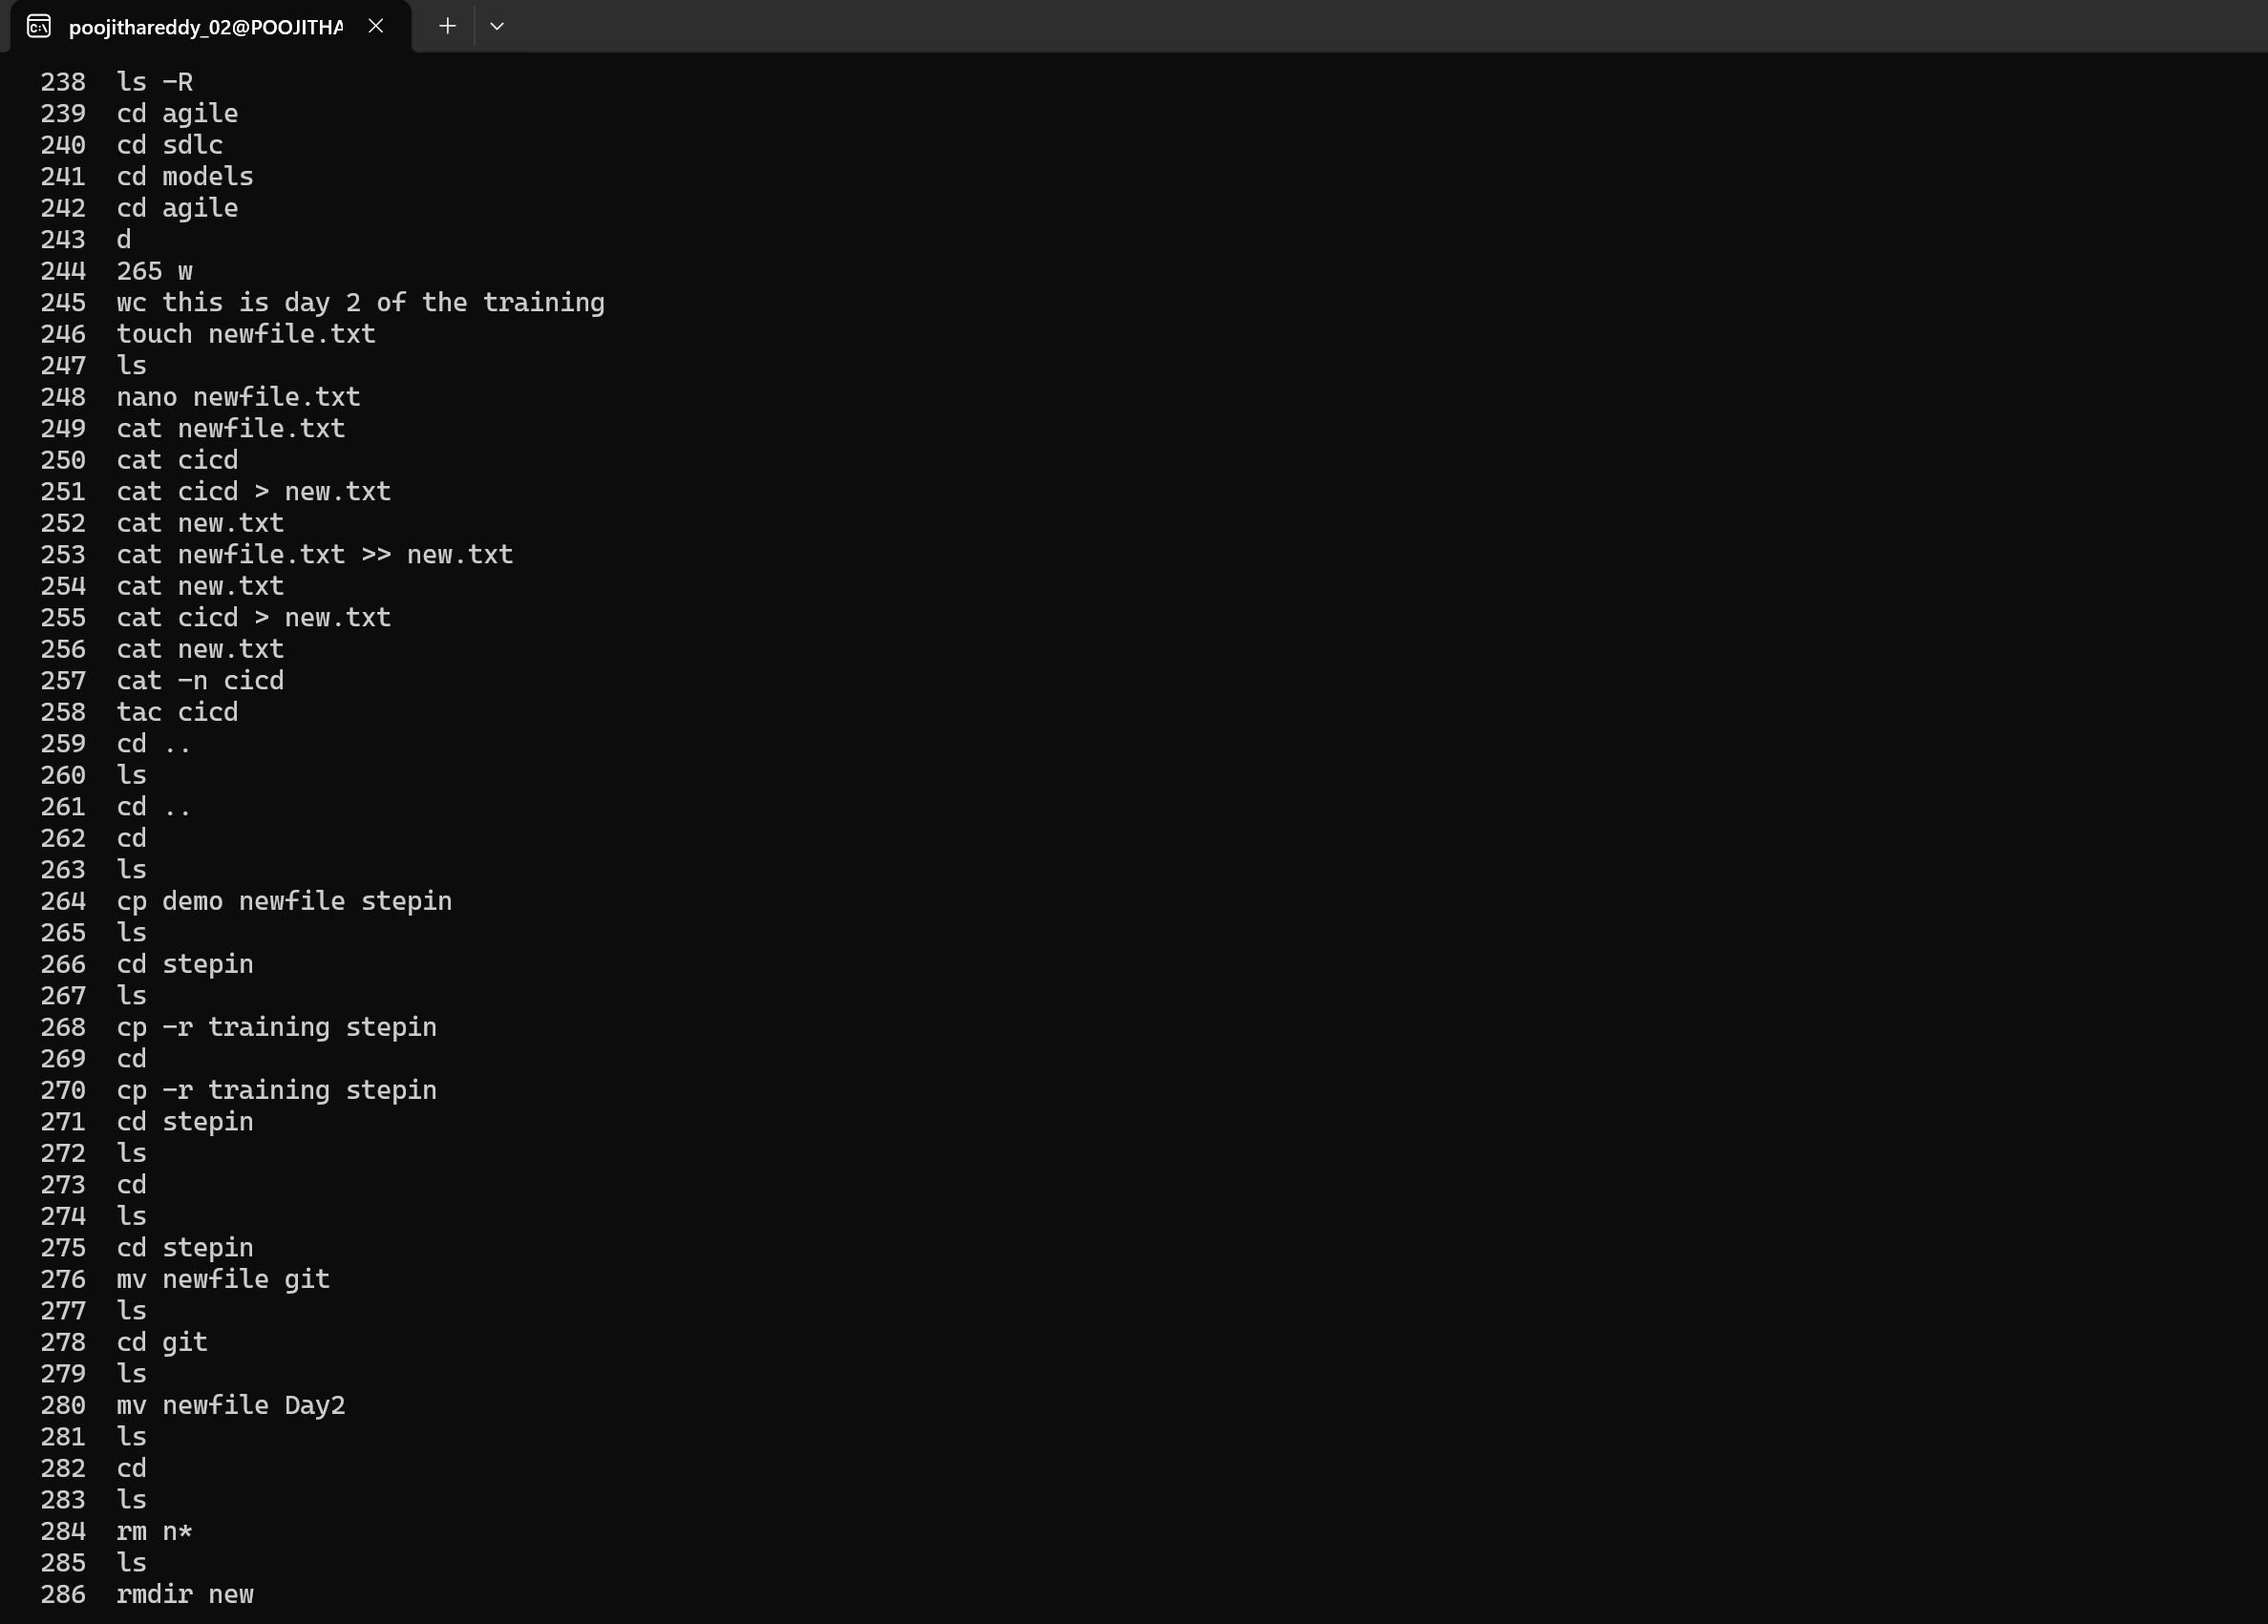 poojithareddy_02@POOJITHA
238 ls -R
239 cd agile
240 cd sdlc
241 cd models
242 cd agile
243 d
244 265 w
245 wc this is day 2 of the training
246 touch newfile.txt
247 ls
248 nano newfile.txt
249 cat newfile.txt
250 cat cicd
251 cat cicd > new.txt
252 cat new.txt
253 cat newfile.txt >> new.txt
254 cat new.txt
255 cat cicd > new.txt
256 cat new.txt
257 cat -n cicd
258 tac cicd
259 cd ..
260 ls
261 cd ..
262 cd
263 ls
264 cp demo newfile stepin
265 ls
266 cd stepin
267 ls
268 cp -r training stepin
269 cd
270 cp -r training stepin
271 cd stepin
272 ls
273 cd
274 ls
275 cd stepin
276 mv newfile git
277 ls
278 cd git
279 ls
280 mv newfile Day2
281 ls
282 cd
283 ls
284 rm n*
285 ls
286 rmdir new